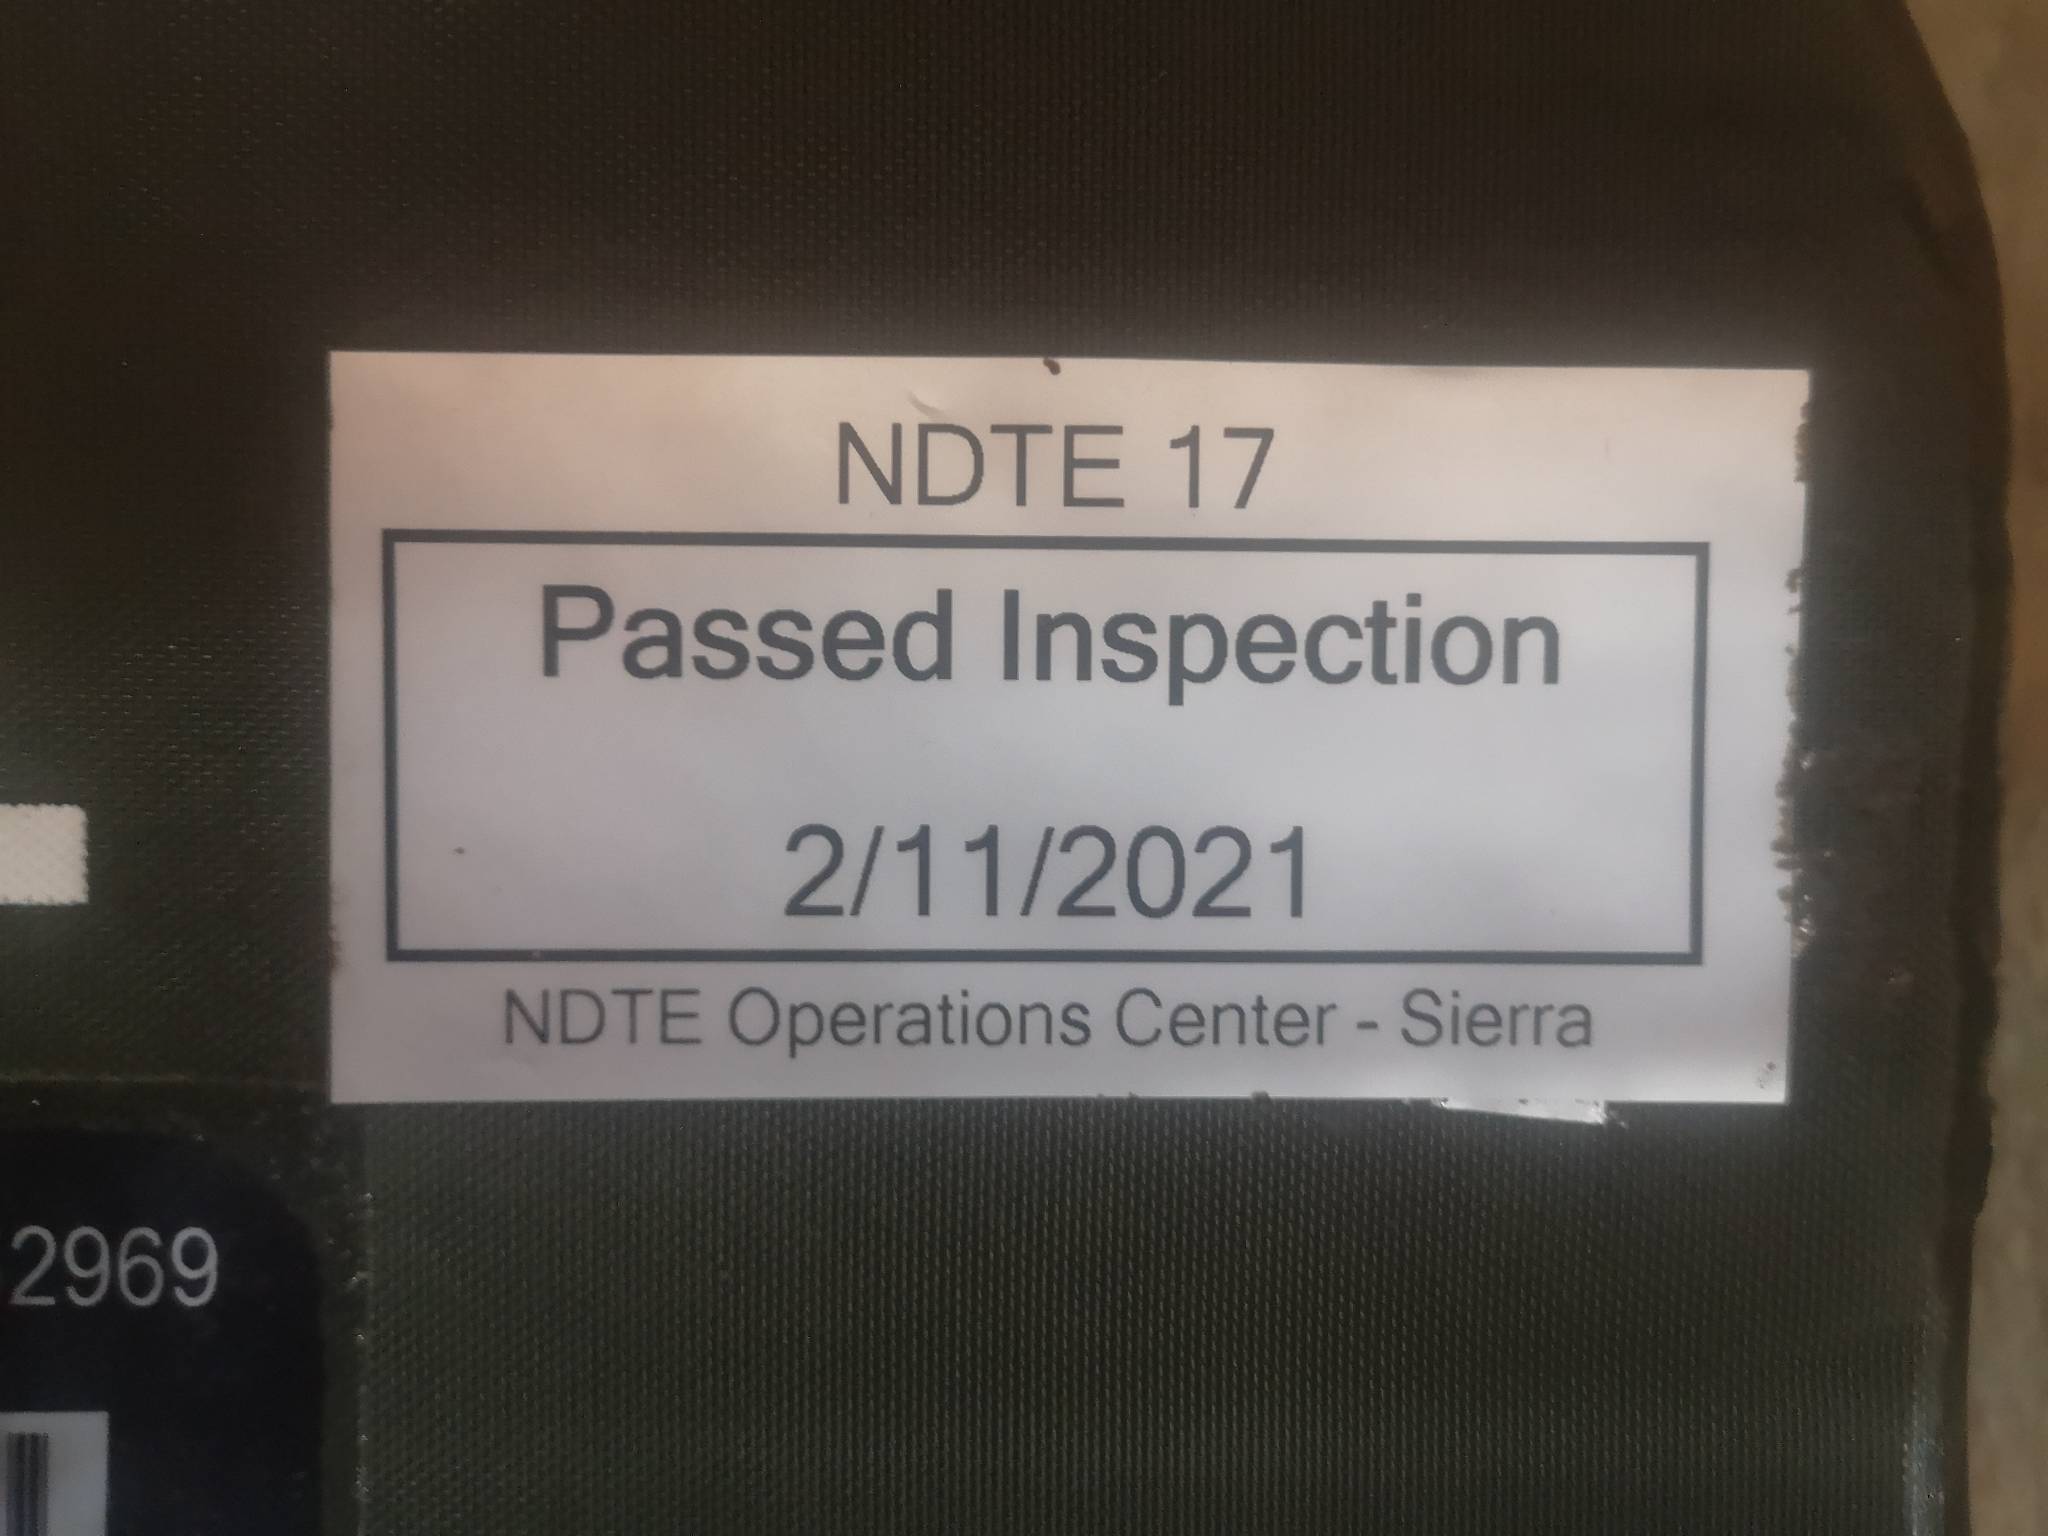 NDTE 17
Passed Inspection
2/11/2021
NDTE Operations Center - Sierra
2969